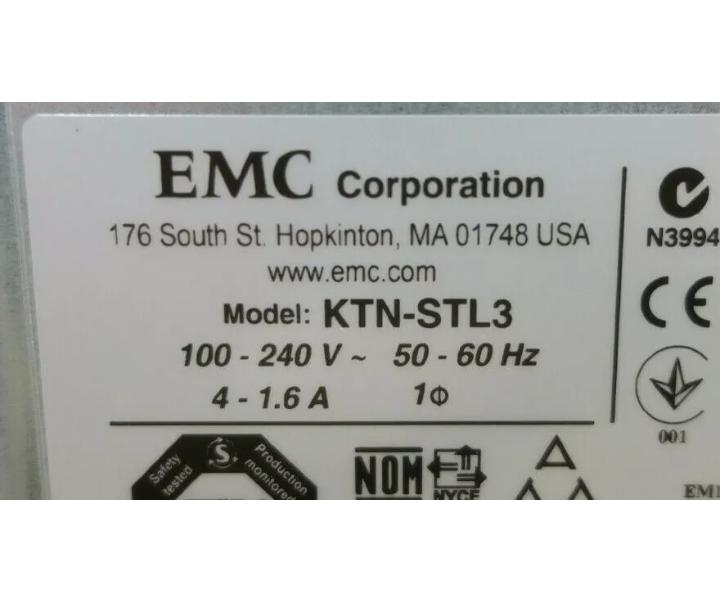 EMC Corporation
176 South St. Hopkinton, MA 01748 USA
www.emc.com
Model: KTN-STL3
100 - 240 V ~ 50 - 60 Hz
4 - 1.6 A 1Φ
N3994
CE
001
Safety tested
S
Production monitored
NOM
NYCE